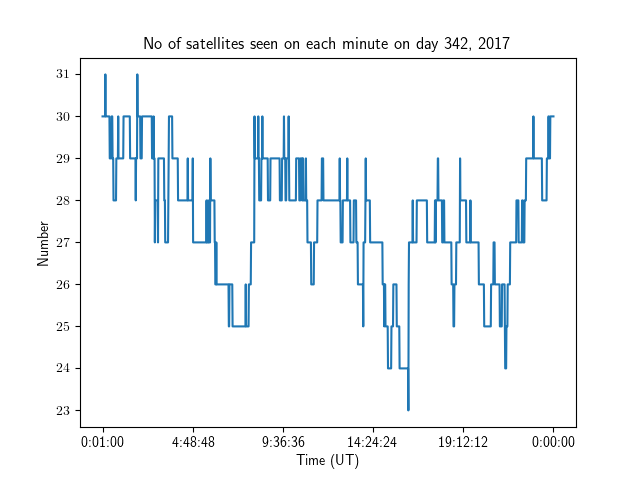 No of satellites seen on each minute on day 342, 2017
31
30
29
28
27
26
25
24
23
Number
0:01:00 4:48:48 9:36:36 14:24:24 19:12:12 0:00:00
Time (UT)